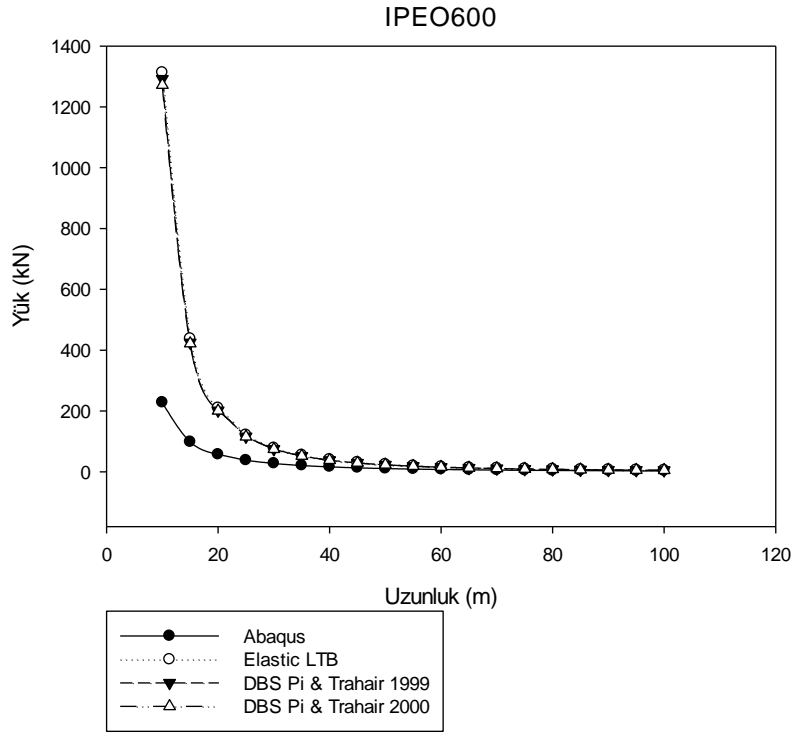 IPEO600
1400
1200
1000
800
600
400
200
0
Yük (kN)
0 20 40 60 80 100 120
Uzunluk (m)
Abaqus
Elastic LTB
DBS Pi & Trahair 1999
DBS Pi & Trahair 2000